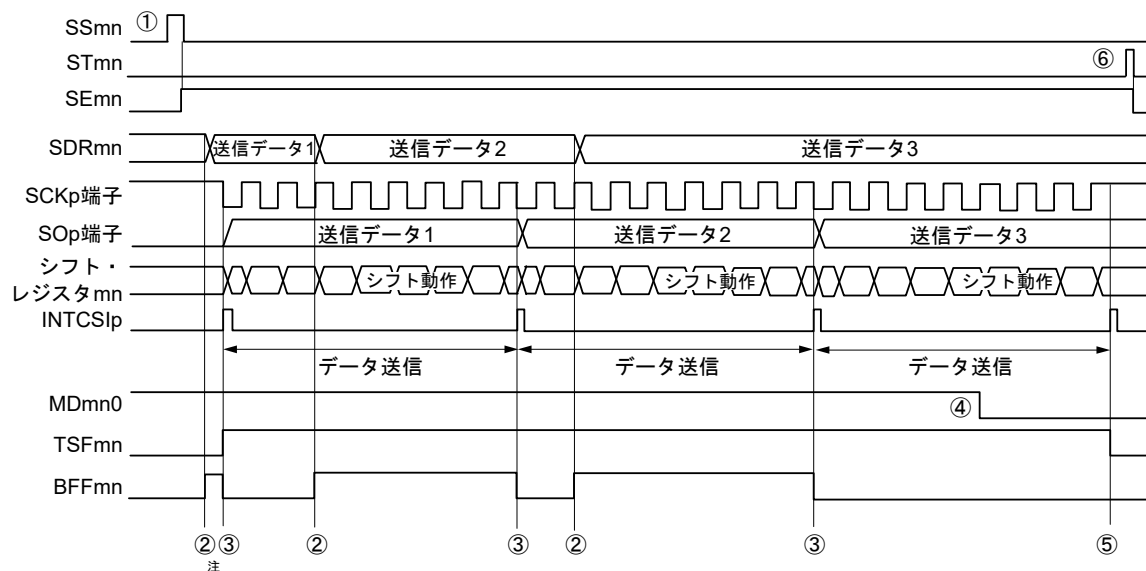 SSmn ①
STmn ⑥
SEmn
SDRmn 送信データ1 送信データ2 送信データ3
SCKp端子
SOp端子 送信データ1 送信データ2 送信データ3
シフト・
レジスタmn シフト動作 シフト動作 シフト動作
INTCSIp
データ送信 データ送信 データ送信
MDmn0 ④
TSFmn
BFFmn
② ③ ② ③ ② ③ ⑤
注